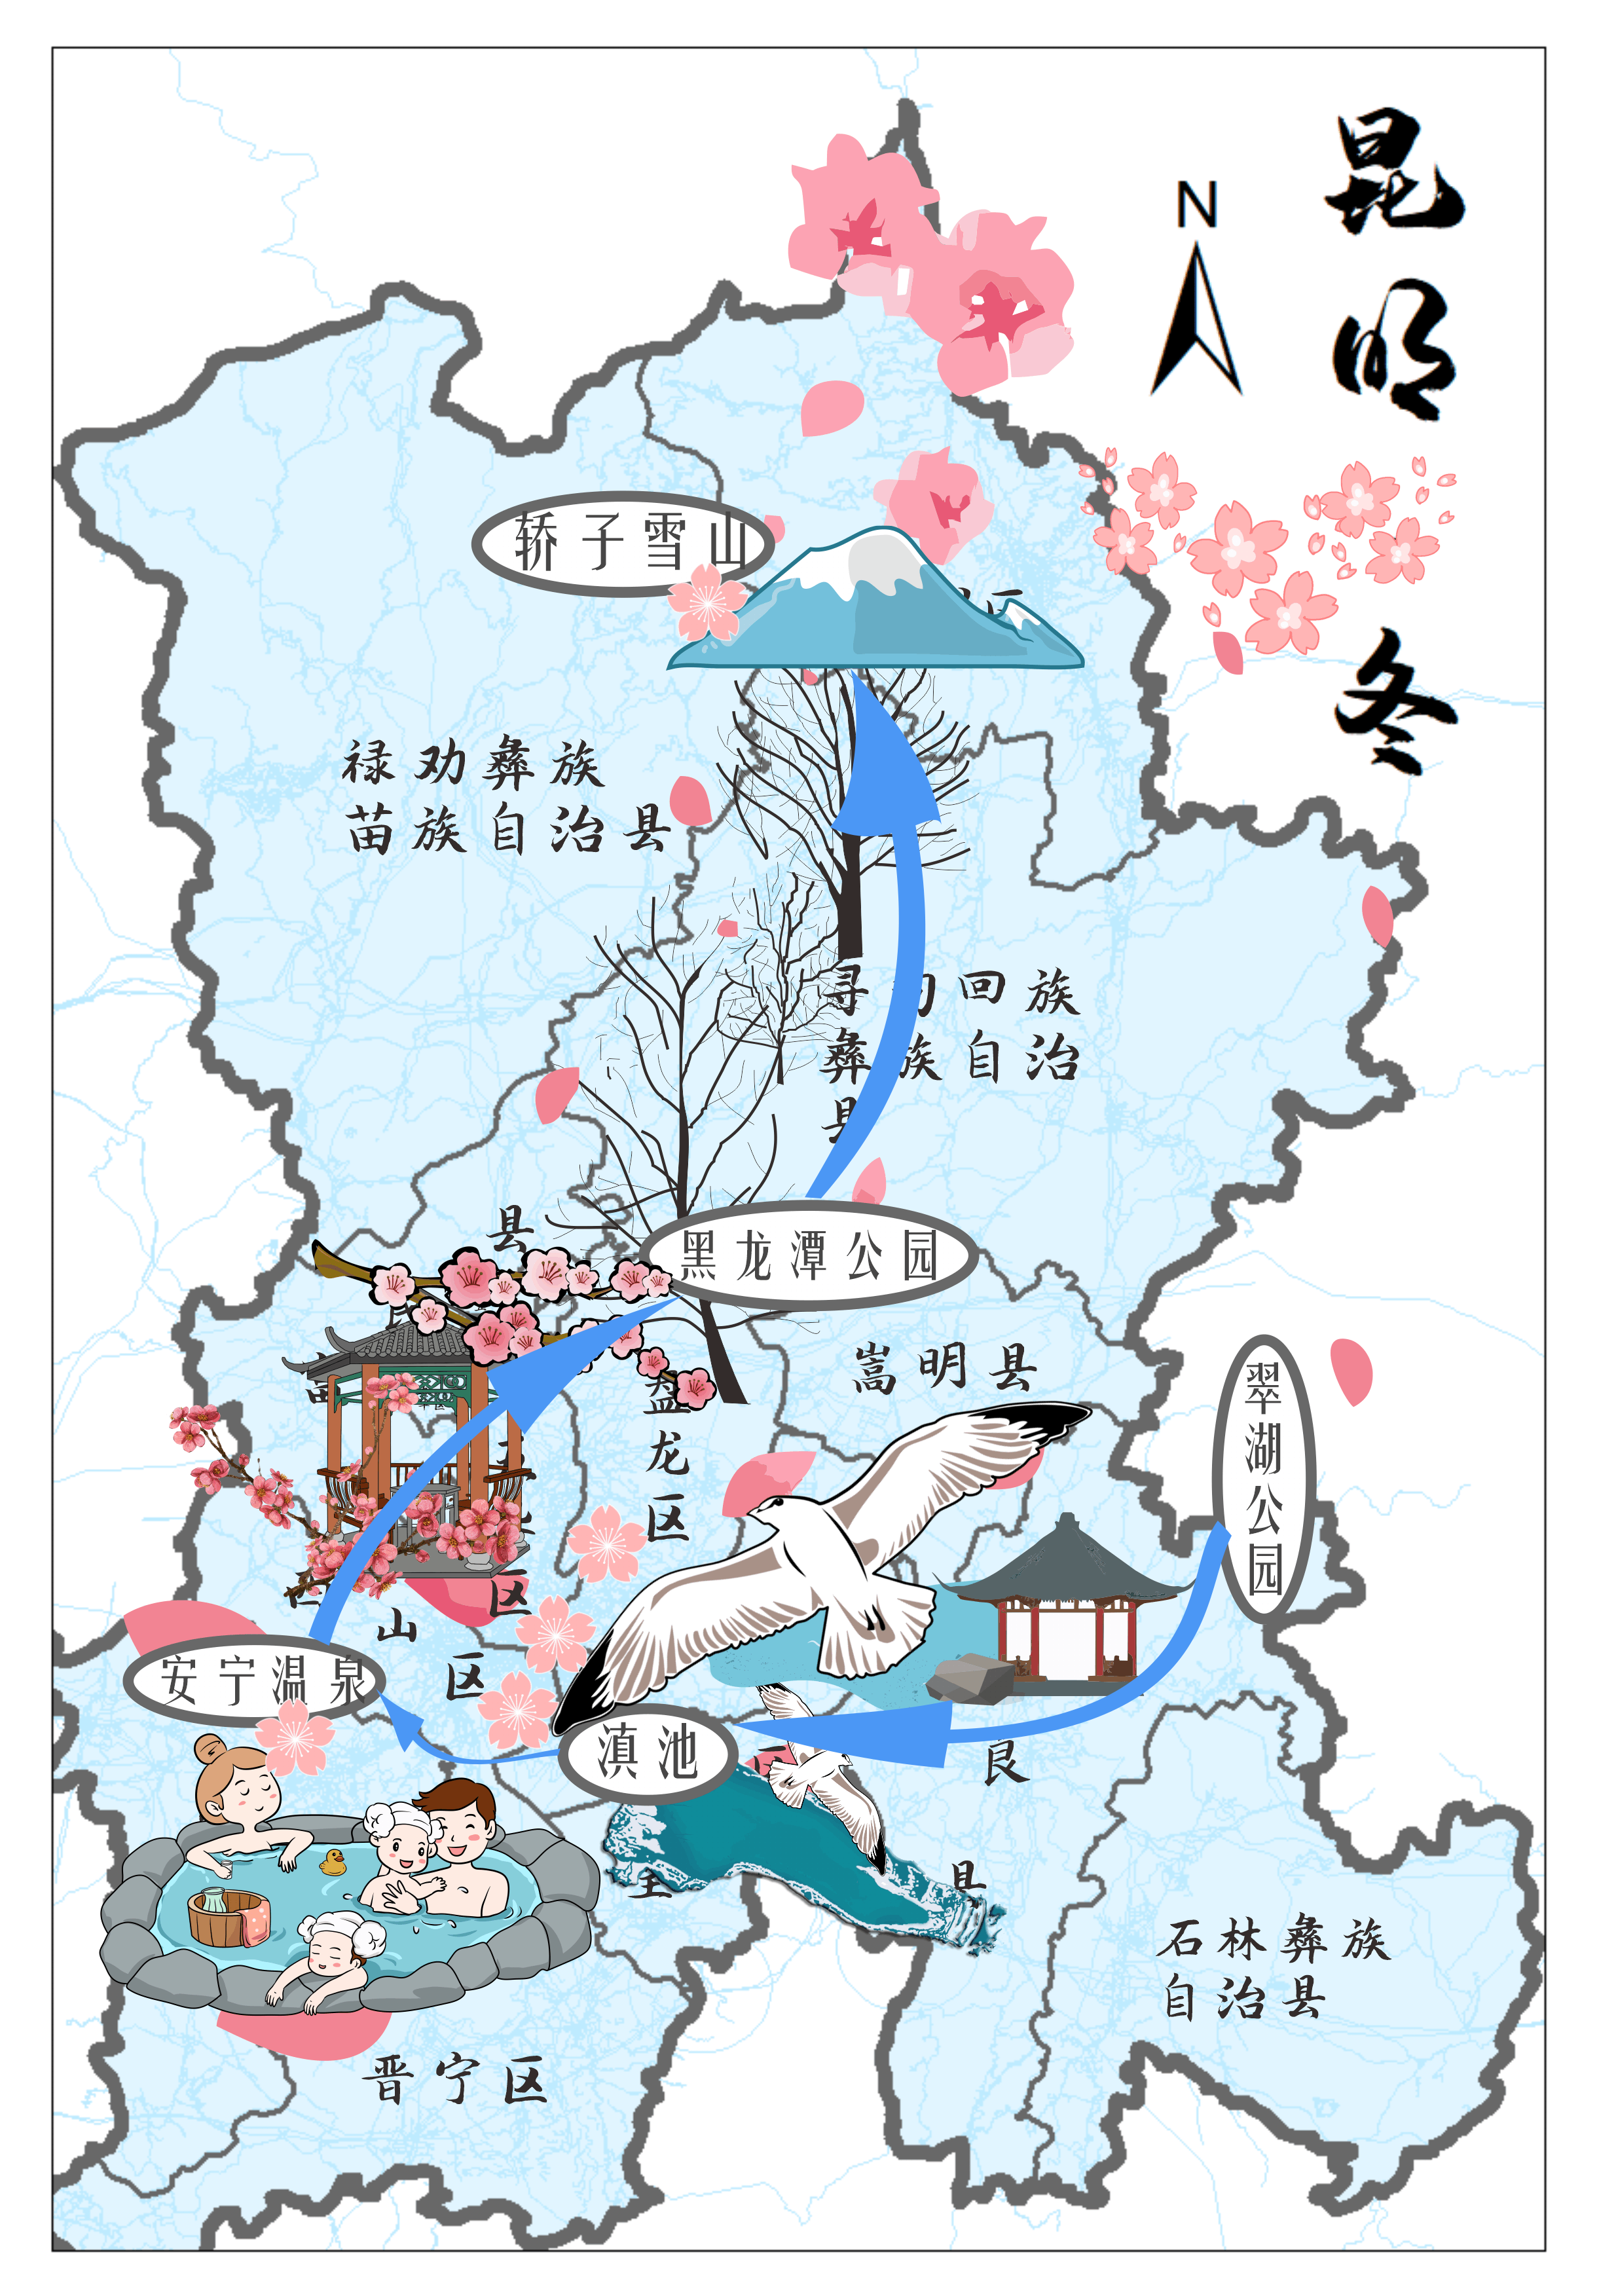 昆明 冬
N
轿子雪山
区
禄劝彝族
苗族自治县
寻 回族
彝族自治
县
县
黑龙潭公园
嵩明县
翠湖公园
盘龙区
区
山
区
安宁温泉
滇池
县
石林彝族
自治县
晋宁区